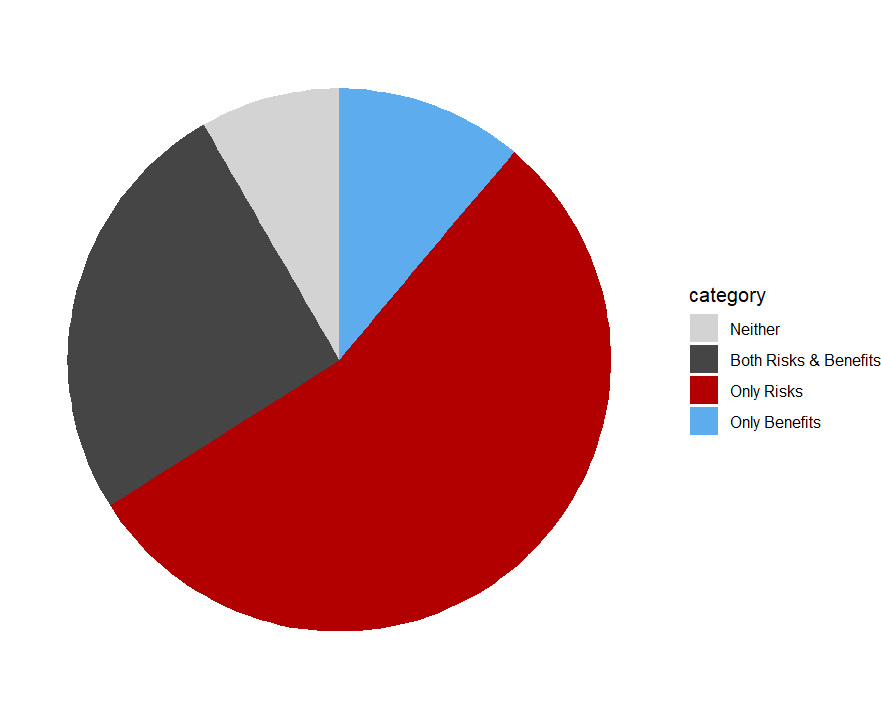 category
Neither
Both Risks & Benefits
Only Risks
Only Benefits